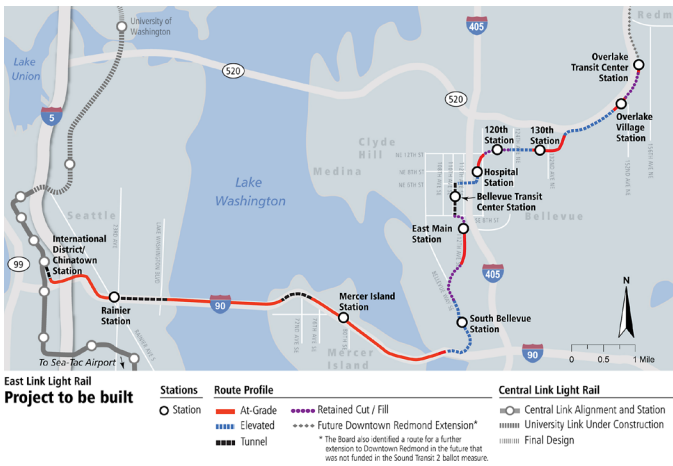 University of
Washington
Lake
Union
5
520
405
520
Redm
Overlake
Transit Center
Station
Overlake
Village
Station
120th
Station
130th
Station
Clyde
Hill
Medina
NE 12TH ST
NE 8TH ST
Hospital
Station
Bellevue Transit
Center Station
Bellevue
Lake
Washington
Seattle
International
District/
Chinatown
Station
99
East Main
Station
405
Rainier
Station
90
Mercer Island
Station
South Bellevue
Station
Mercer
Island
90
To Sea-Tac Airport
N
0 0.5 1 Mile
East Link Light Rail
Project to be built
Stations
Station
Route Profile
At-Grade
Elevated
Tunnel
Retained Cut / Fill
Future Downtown Redmond Extension*
* The Board also identified a route for a further
extension to Downtown Redmond in the future that
was not funded in the Sound Transit 2 ballot measure.
Central Link Light Rail
Central Link Alignment and Station
University Link Under Construction
Final Design